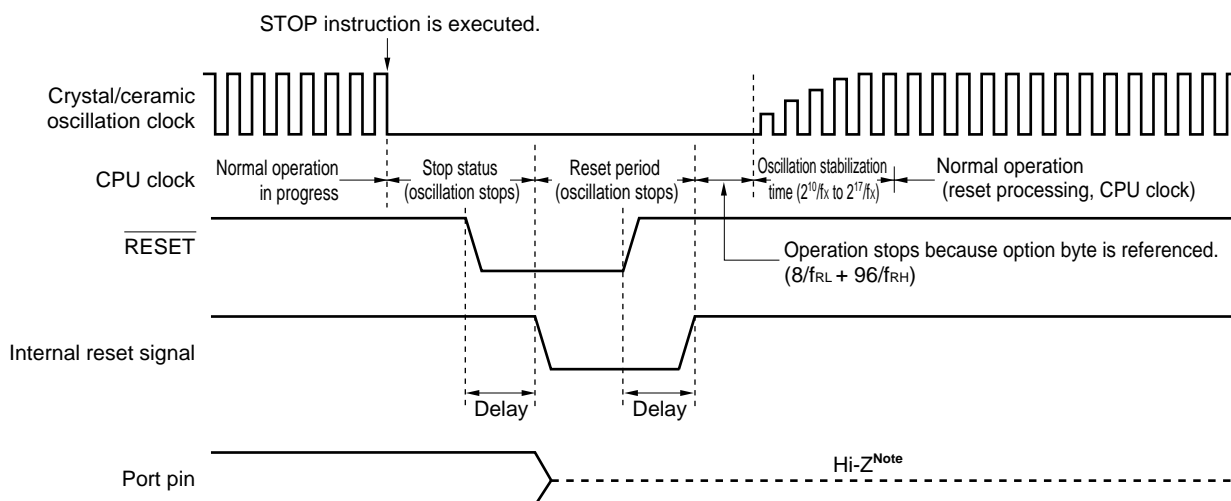 STOP instruction is executed.
Crystal/ceramic
oscillation clock
CPU clock
Normal operation
in progress
Stop status
(oscillation stops)
Reset period
(oscillation stops)
Oscillation stabilization
time (2¹⁰/fX to 2¹⁷/fX)
Normal operation
(reset processing, CPU clock)
RESET
Operation stops because option byte is referenced.
(8/fRL + 96/fRH)
Internal reset signal
Delay
Delay
Port pin
Hi-Z^Note